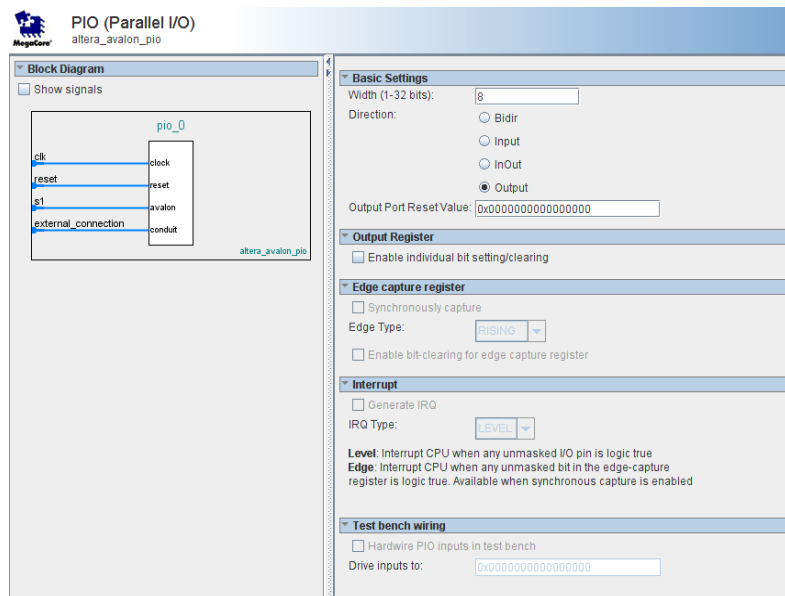 PIO (Parallel I/O)
altera_avalon_pio
MegaCore'
Block Diagram
Show signals
pio_0
clk
clock
reset
reset
s1
avalon
external_connection
conduit
altera_avalon_pio
Basic Settings
Width (1-32 bits): 8
Direction:
Bidir
Input
InOut
Output
Output Port Reset Value: 0x0000000000000000
Output Register
Enable individual bit setting/clearing
Edge capture register
Synchronously capture
Edge Type: RISING
Enable bit-clearing for edge capture register
Interrupt
Generate IRQ
IRQ Type: LEVEL
Level: Interrupt CPU when any unmasked I/O pin is logic true
Edge: Interrupt CPU when any unmasked bit in the edge-capture
register is logic true. Available when synchronous capture is enabled
Test bench wiring
Hardwire PIO inputs in test bench
Drive inputs to: 0x0000000000000000